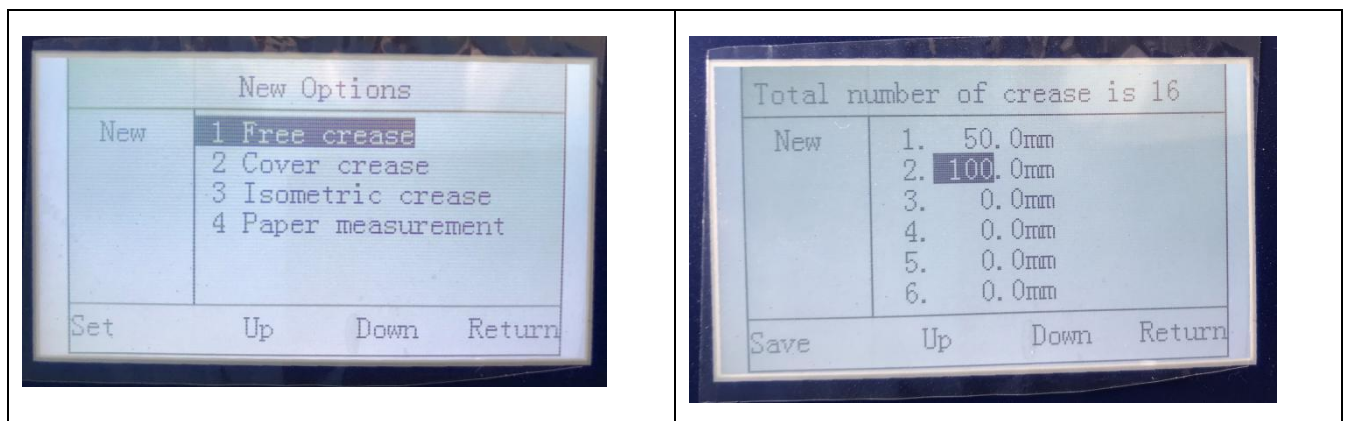 New Options
New
1 Free crease
2 Cover crease
3 Isometric crease
4 Paper measurement
Set Up Down Return
Total number of crease is 16
New
1. 50.0mm
2. 100.0mm
3. 0.0mm
4. 0.0mm
5. 0.0mm
6. 0.0mm
Save Up Down Return